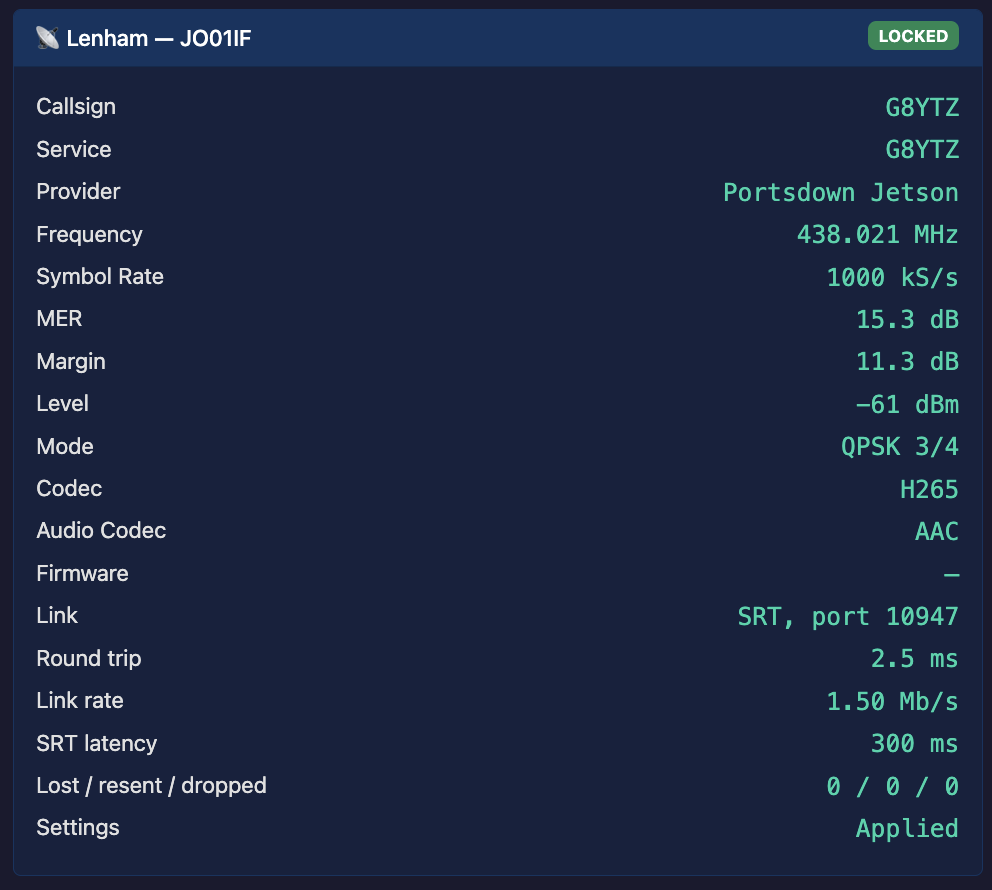 Lenham — JO01IF LOCKED
Callsign G8YTZ
Service G8YTZ
Provider Portsdown Jetson
Frequency 438.021 MHz
Symbol Rate 1000 kS/s
MER 15.3 dB
Margin 11.3 dB
Level −61 dBm
Mode QPSK 3/4
Codec H265
Audio Codec AAC
Firmware —
Link SRT, port 10947
Round trip 2.5 ms
Link rate 1.50 Mb/s
SRT latency 300 ms
Lost / resent / dropped 0 / 0 / 0
Settings Applied